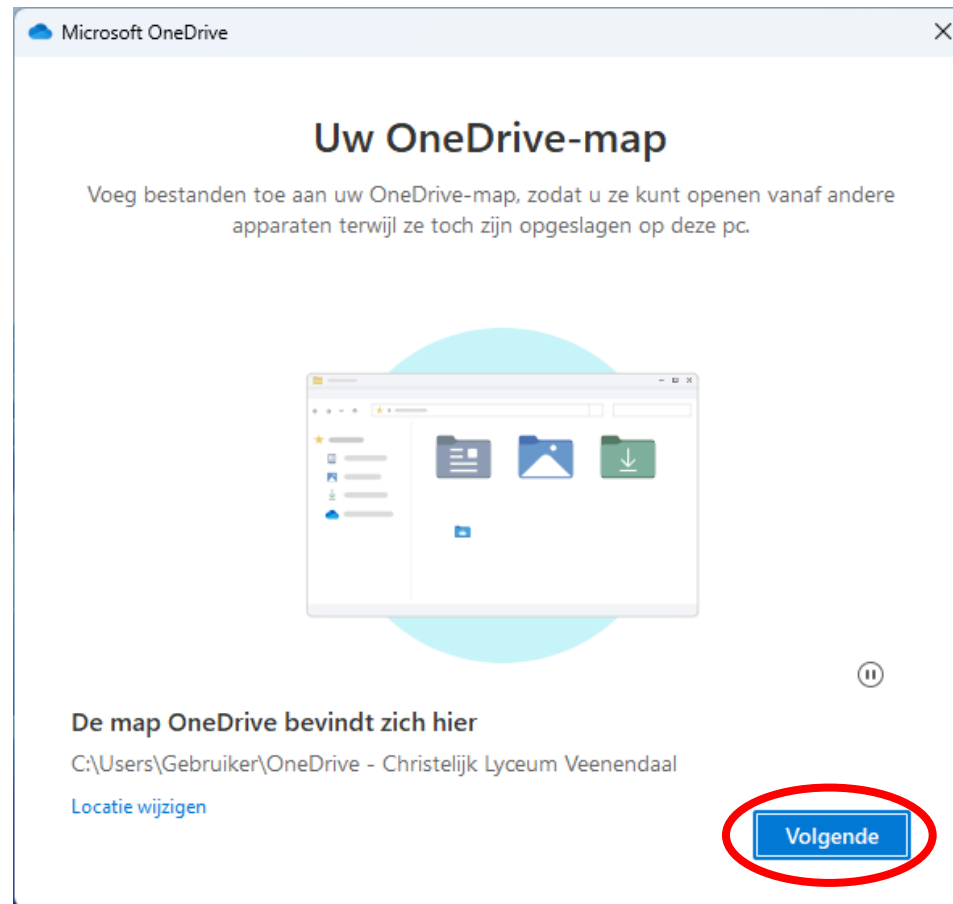 Microsoft OneDrive
Uw OneDrive-map
Voeg bestanden toe aan uw OneDrive-map, zodat u ze kunt openen vanaf andere
apparaten terwijl ze toch zijn opgeslagen op deze pc.
De map OneDrive bevindt zich hier
C:\Users\Gebruiker\OneDrive - Christelijk Lyceum Veenendaal
Locatie wijzigen
Volgende